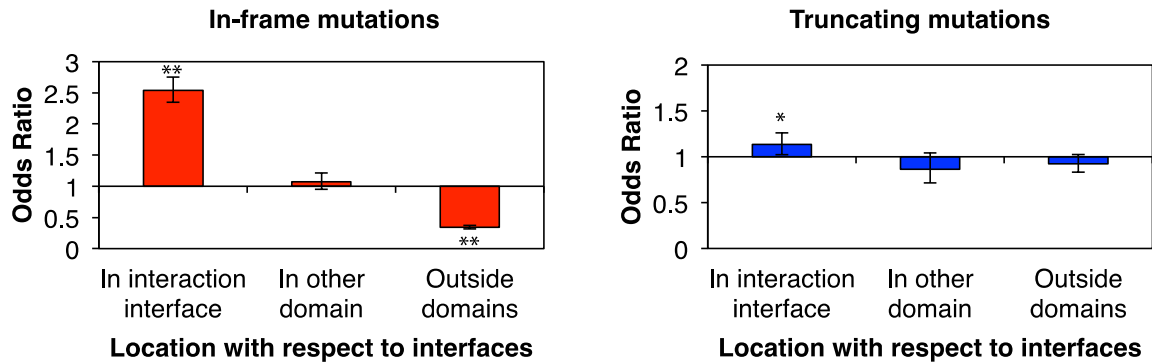 In-frame mutations
Odds Ratio
3
2.5
2
1.5
1
0.5
0
**
**
In interaction interface
In other domain
Outside domains
Location with respect to interfaces
Truncating mutations
Odds Ratio
2
1.5
1
0.5
0
*
In interaction interface
In other domain
Outside domains
Location with respect to interfaces